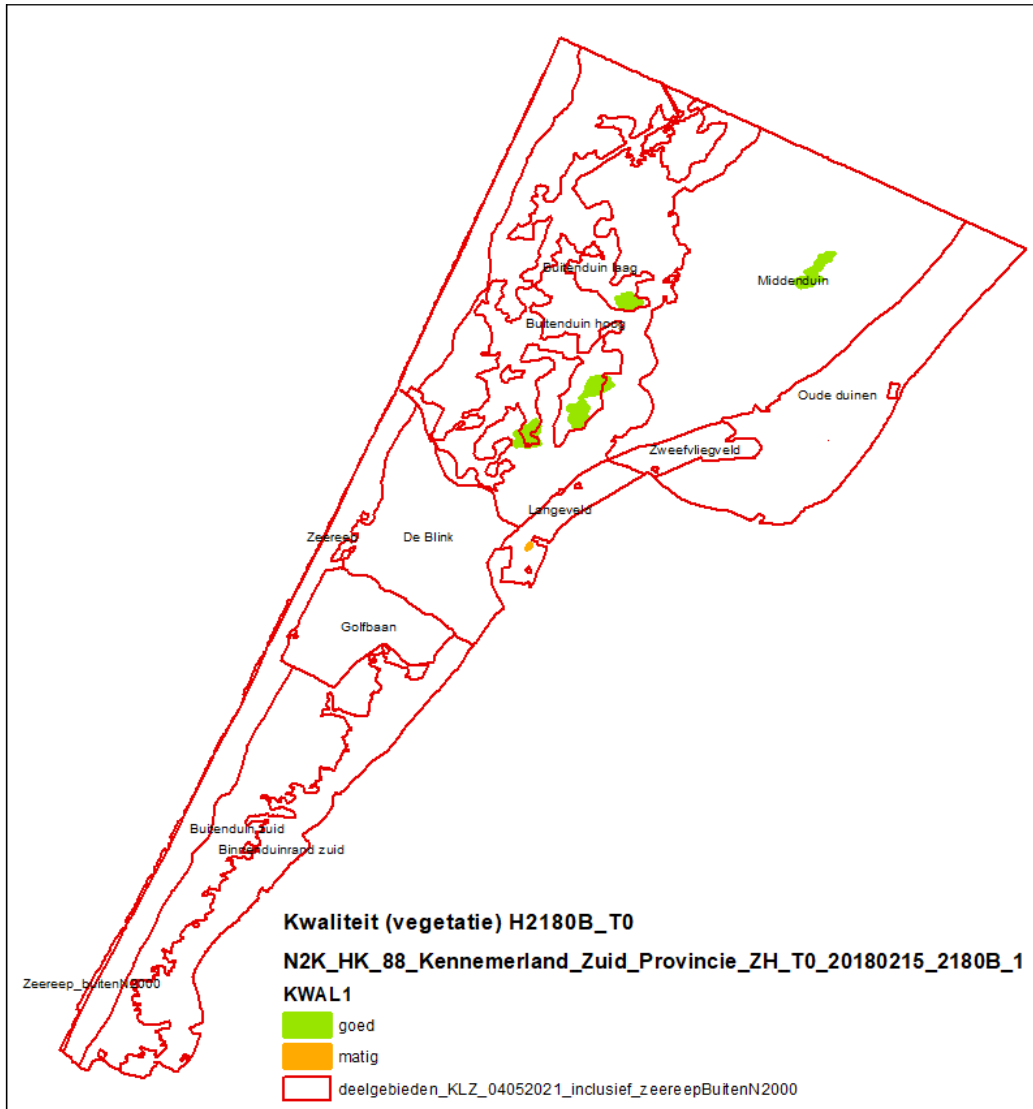 Buitenduin laag
Middenduin
Buitenduin hoog
Oude duinen
Zweefvliegveld
Langeveld
Zeereep
De Blink
Golfbaan
Buitenduin zuid
Binnenduinrand zuid
Zeereep_buitenN2000
Kwaliteit (vegetatie) H2180B_T0
N2K_HK_88_Kennemerland_Zuid_Provincie_ZH_T0_20180215_2180B_1
KWAL1
goed
matig
deelgebieden_KLZ_04052021_inclusief_zeereepBuitenN2000